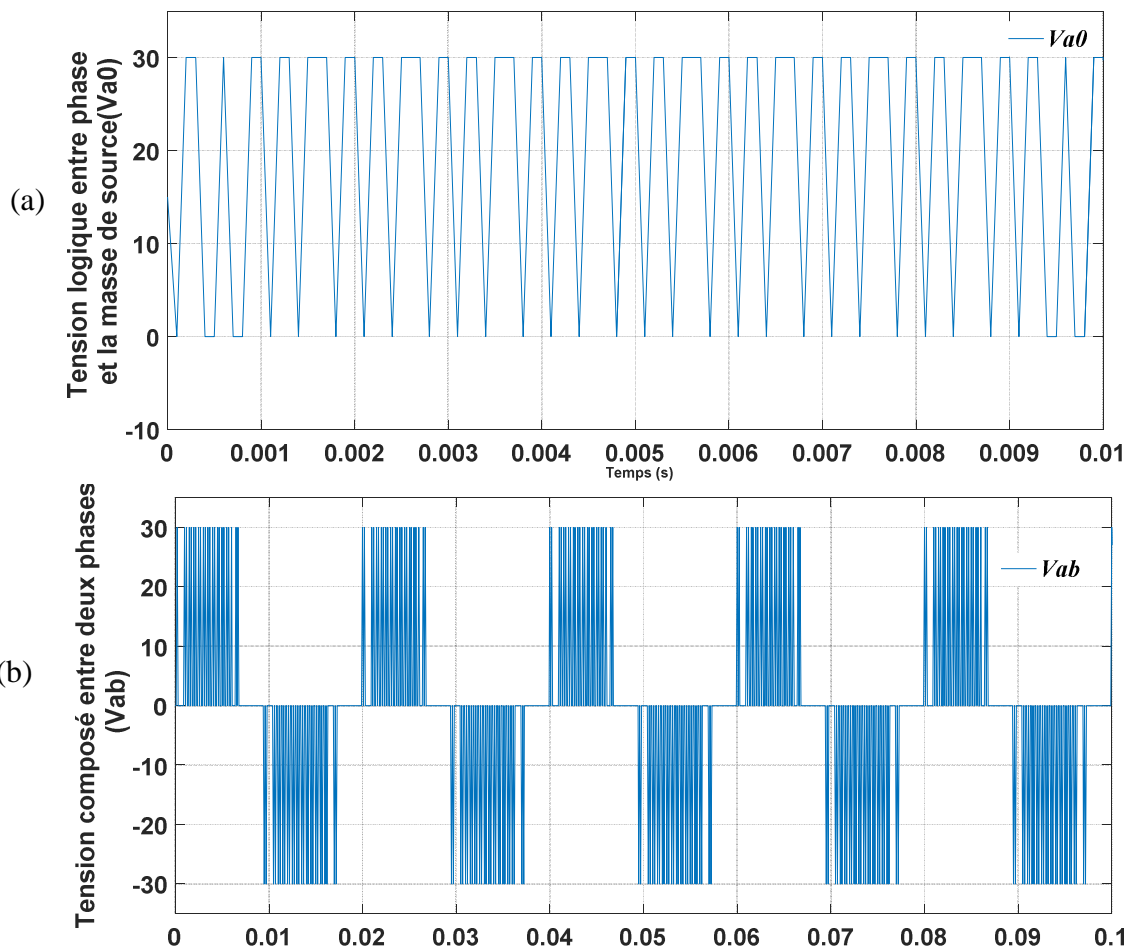 Tension logique entre phase
et la masse de source(Va0)
(a)
Va0
30
20
10
0
-10
0 0.001 0.002 0.003 0.004 0.005 0.006 0.007 0.008 0.009 0.01
Temps (s)
Tension composé entre deux phases
(Vab)
(b)
Vab
30
20
10
0
-10
-20
-30
0 0.01 0.02 0.03 0.04 0.05 0.06 0.07 0.08 0.09 0.1